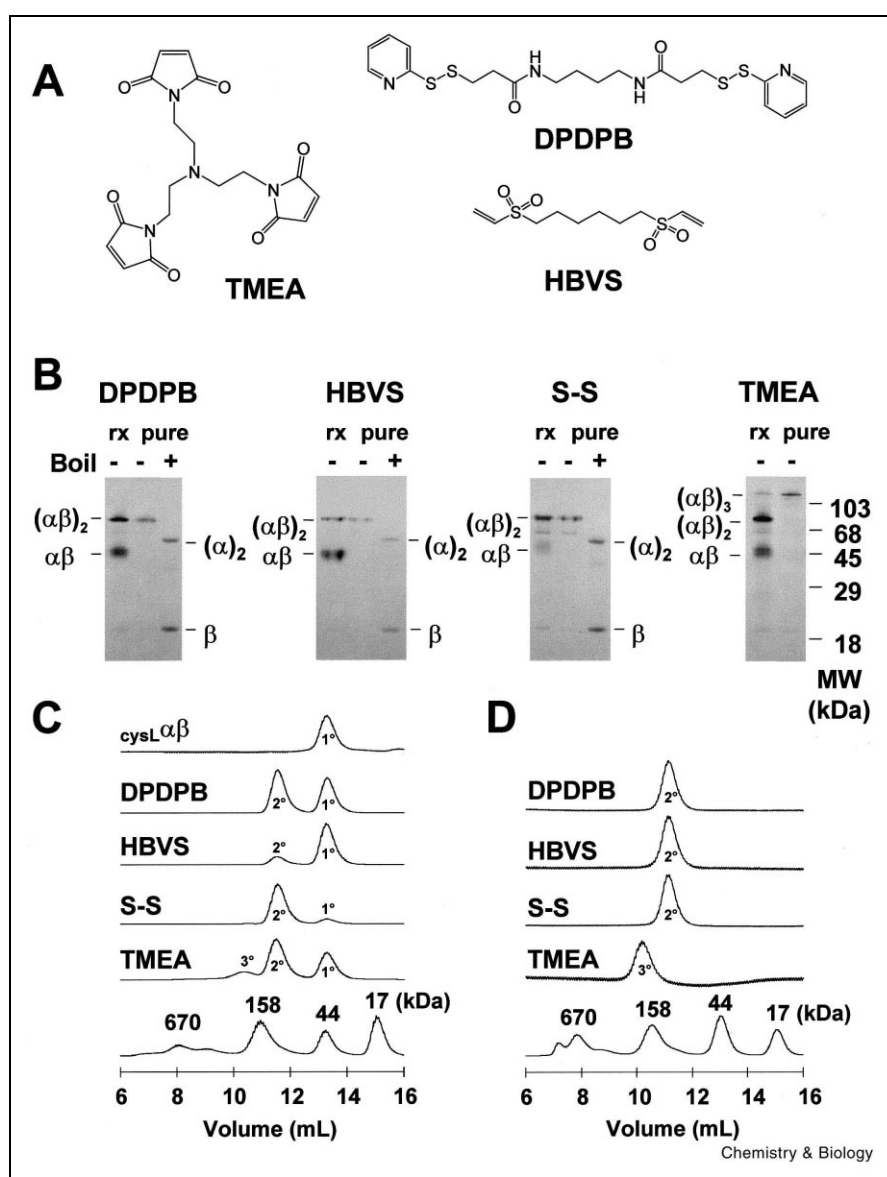 A
O
N
O
N
S
S
O
H
N
N
H
O
S
S
N
DPDPB
O
N
O
N
O
O
N
O
O
TMEA
O
S
O
O
S
O
HBVS
B
DPDPB HBVS S-S TMEA
rx pure rx pure rx pure rx pure
Boil - - + - - + - - + - -
(αβ)₂ αβ (α)₂ β
(αβ)₂ αβ (α)₂ β
(αβ)₂ αβ (α)₂ β
(αβ)₃ (αβ)₂ αβ
103
68
45
29
18
MW
(kDa)
C
cysLαβ 1°
DPDPB 2° 1°
HBVS 2° 1°
S-S 2° 1°
TMEA 3° 2° 1°
670 158 44 17 (kDa)
6 8 10 12 14 16
Volume (mL)
D
DPDPB 2°
HBVS 2°
S-S 2°
TMEA 3°
670 158 44 17 (kDa)
6 8 10 12 14 16
Volume (mL)
Chemistry & Biology